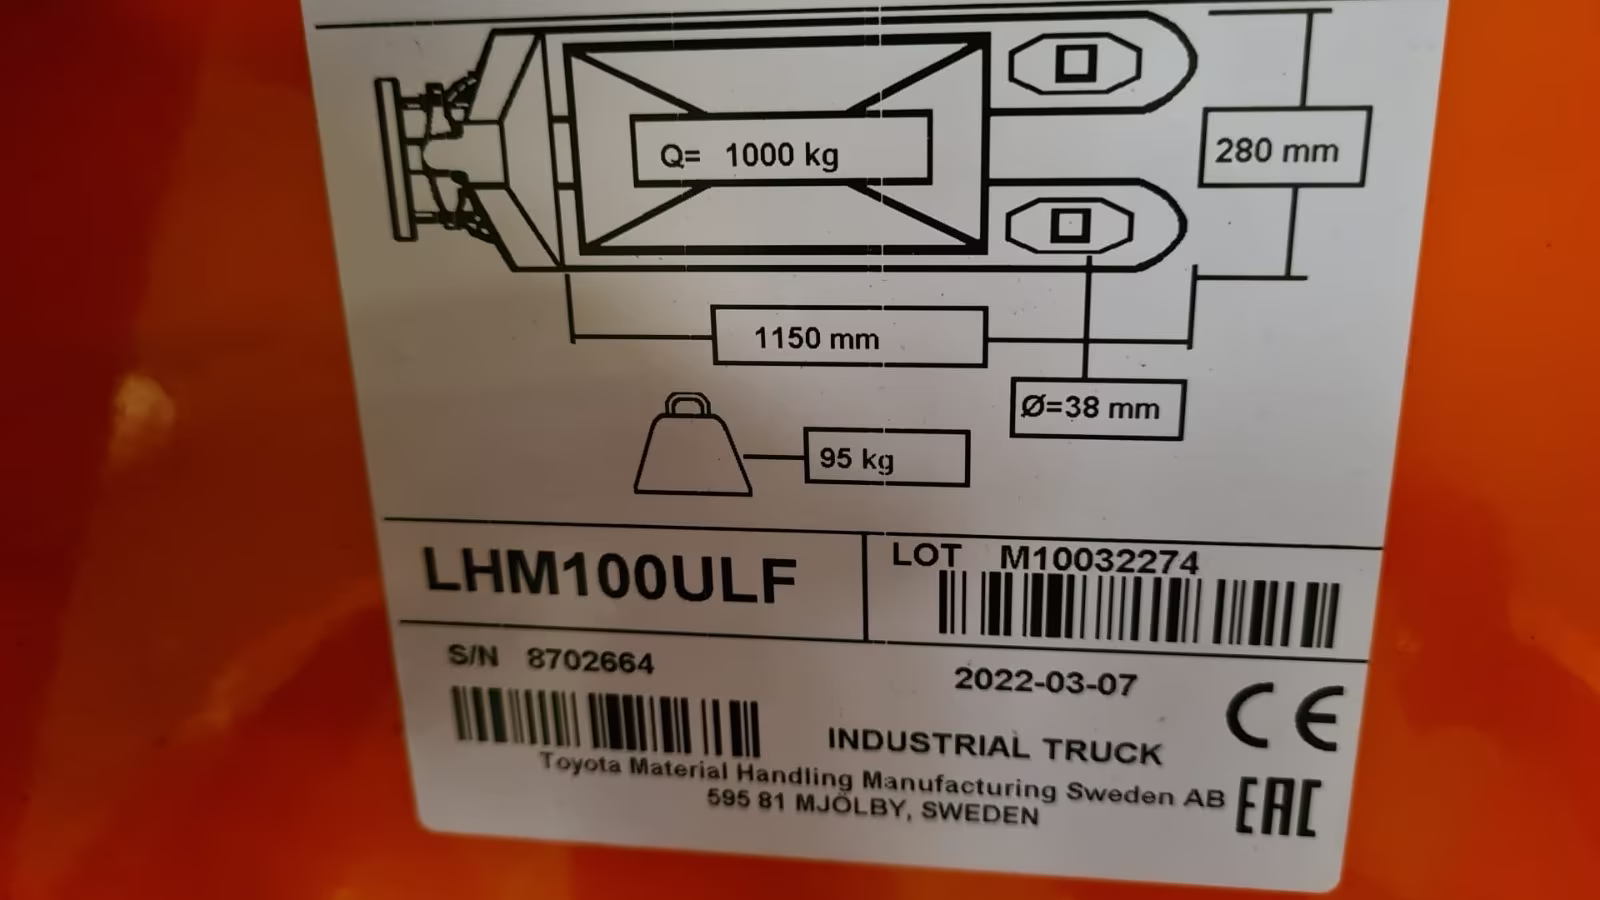 Q= 1000 kg
280 mm
1150 mm
Ø=38 mm
95 kg
LHM100ULF
LOT M10032274
S/N 8702664
2022-03-07
CE
INDUSTRIAL TRUCK
Toyota Material Handling Manufacturing Sweden AB
595 81 MJÖLBY, SWEDEN
EAC